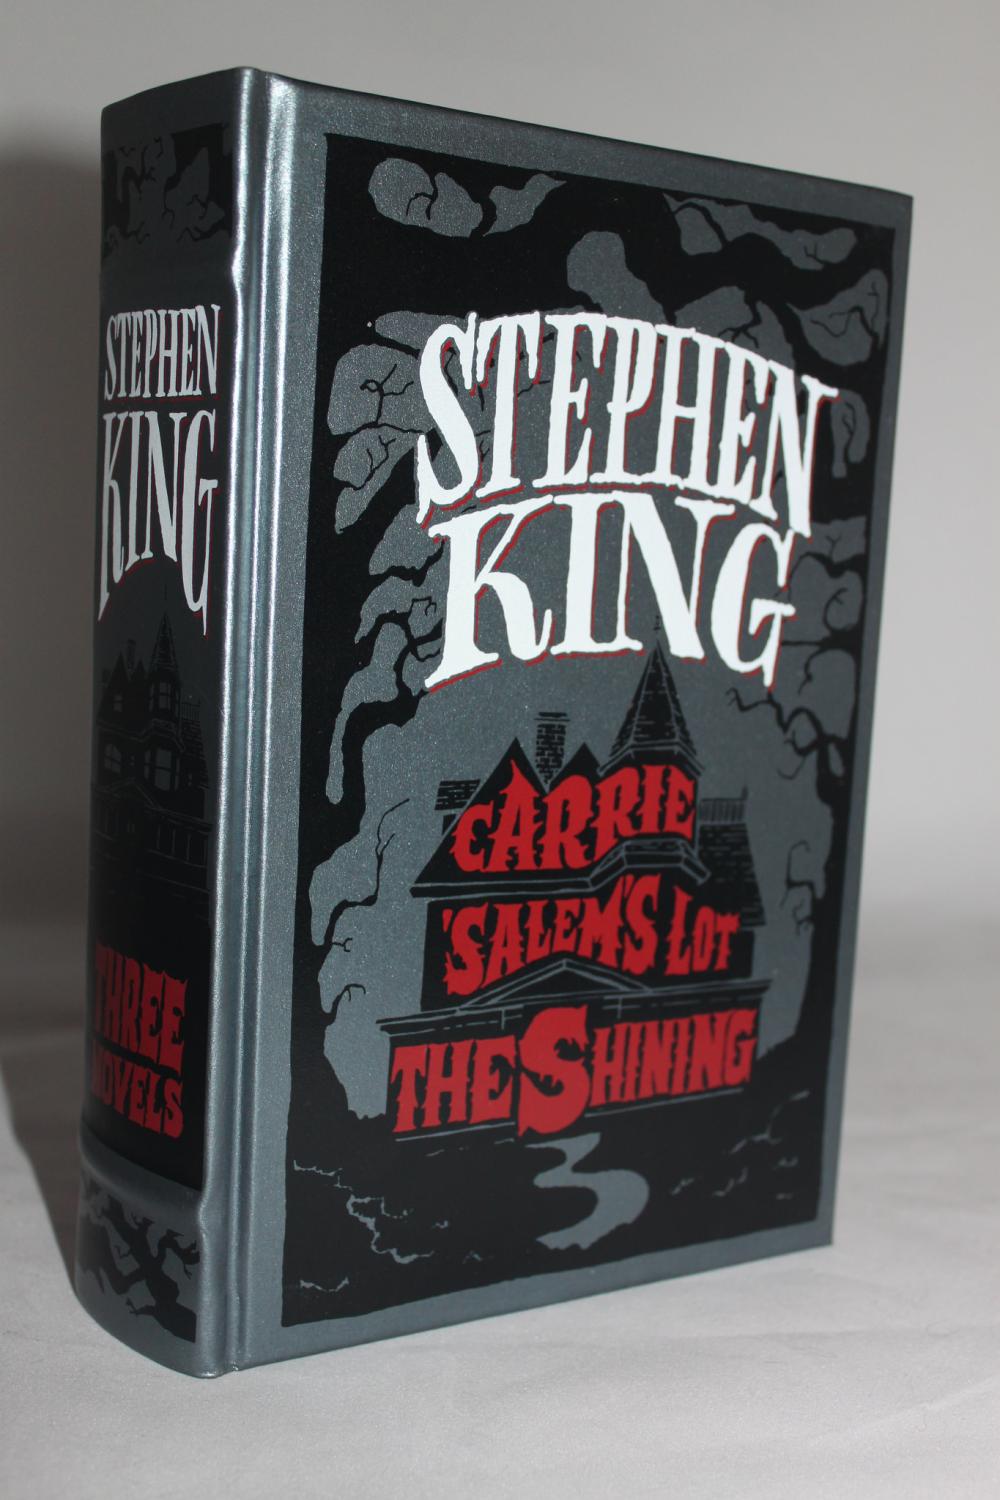 STEPHEN
KING
THREE
NOVELS
STEPHEN
KING
CARRIE
'SALEM'S LOT
THE SHINING